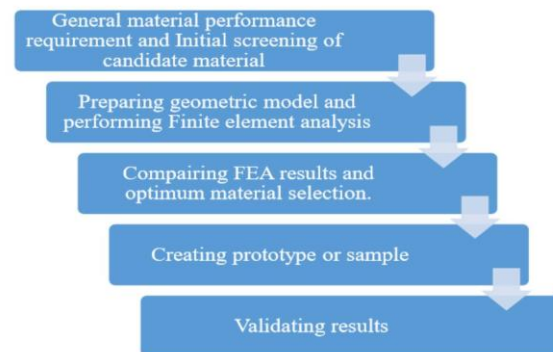 General material performance
requirement and Initial screening of
candidate material
Preparing geometric model and
performing Finite element analysis
Compairing FEA results and
optimum material selection.
Creating prototype or sample
Validating results